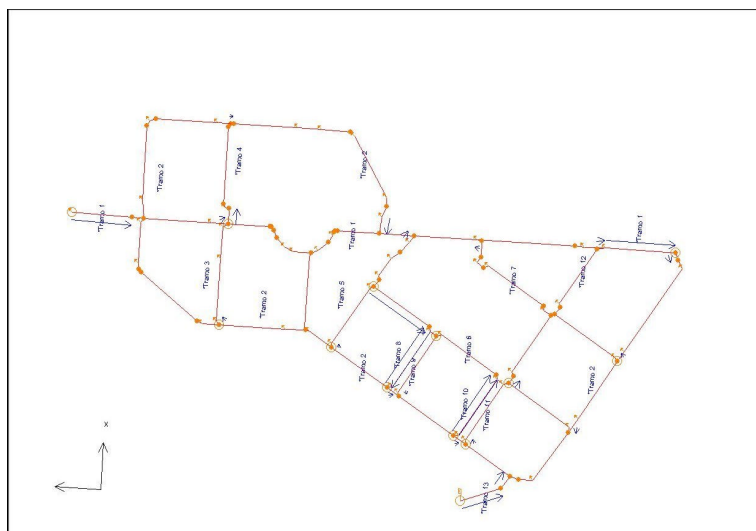 "Tramo 2
"Tramo 4
"Tramo 2
"Tramo 1
"Tramo 1
"Tramo 1
"Tramo 3
"Tramo 2
"Tramo 5
"Tramo 7
"Tramo 12
"Tramo 2
"Tramo 8
"Tramo 9
"Tramo 6
"Tramo 2
"Tramo 10
"Tramo 11
"Tramo 13
x